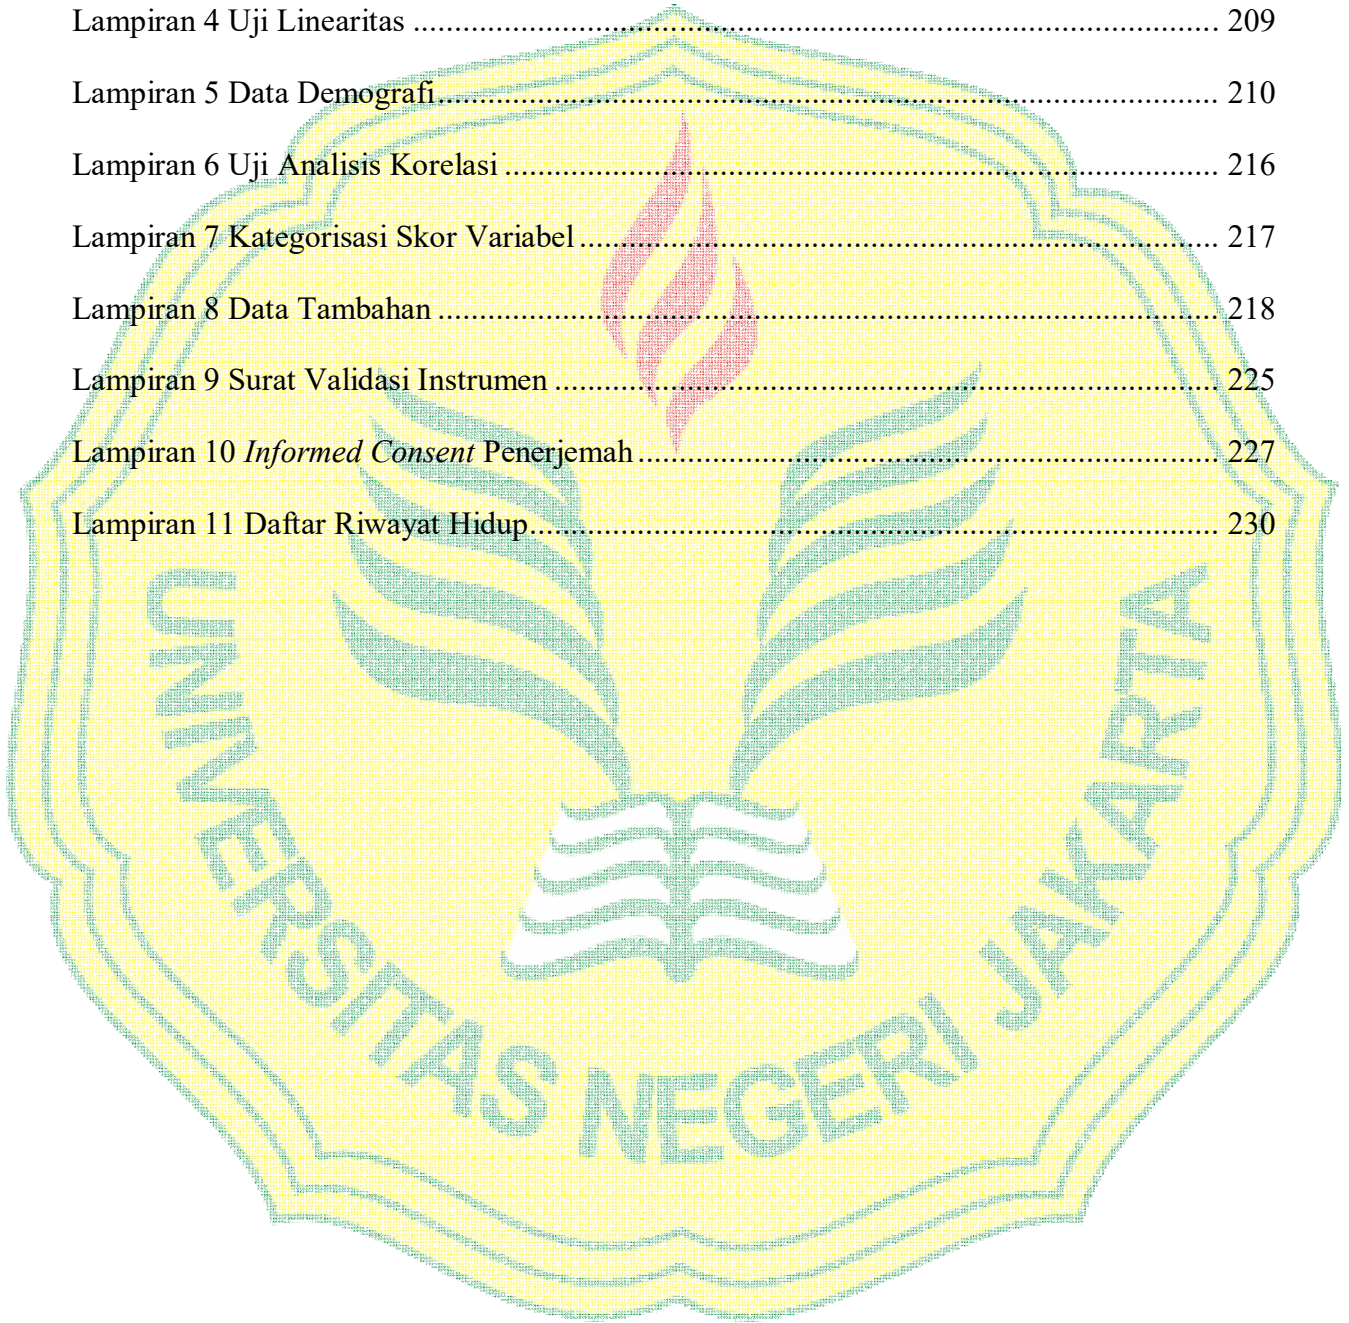 Lampiran 4 Uji Linearitas ........................................................................................................ 209
Lampiran 5 Data Demografi..................................................................................................... 210
Lampiran 6 Uji Analisis Korelasi ............................................................................................. 216
Lampiran 7 Kategorisasi Skor Variabel.................................................................................... 217
Lampiran 8 Data Tambahan ..................................................................................................... 218
Lampiran 9 Surat Validasi Instrumen ....................................................................................... 225
Lampiran 10 Informed Consent Penerjemah............................................................................. 227
Lampiran 11 Daftar Riwayat Hidup.......................................................................................... 230
UNIVERSITAS NEGERI JAKARTA